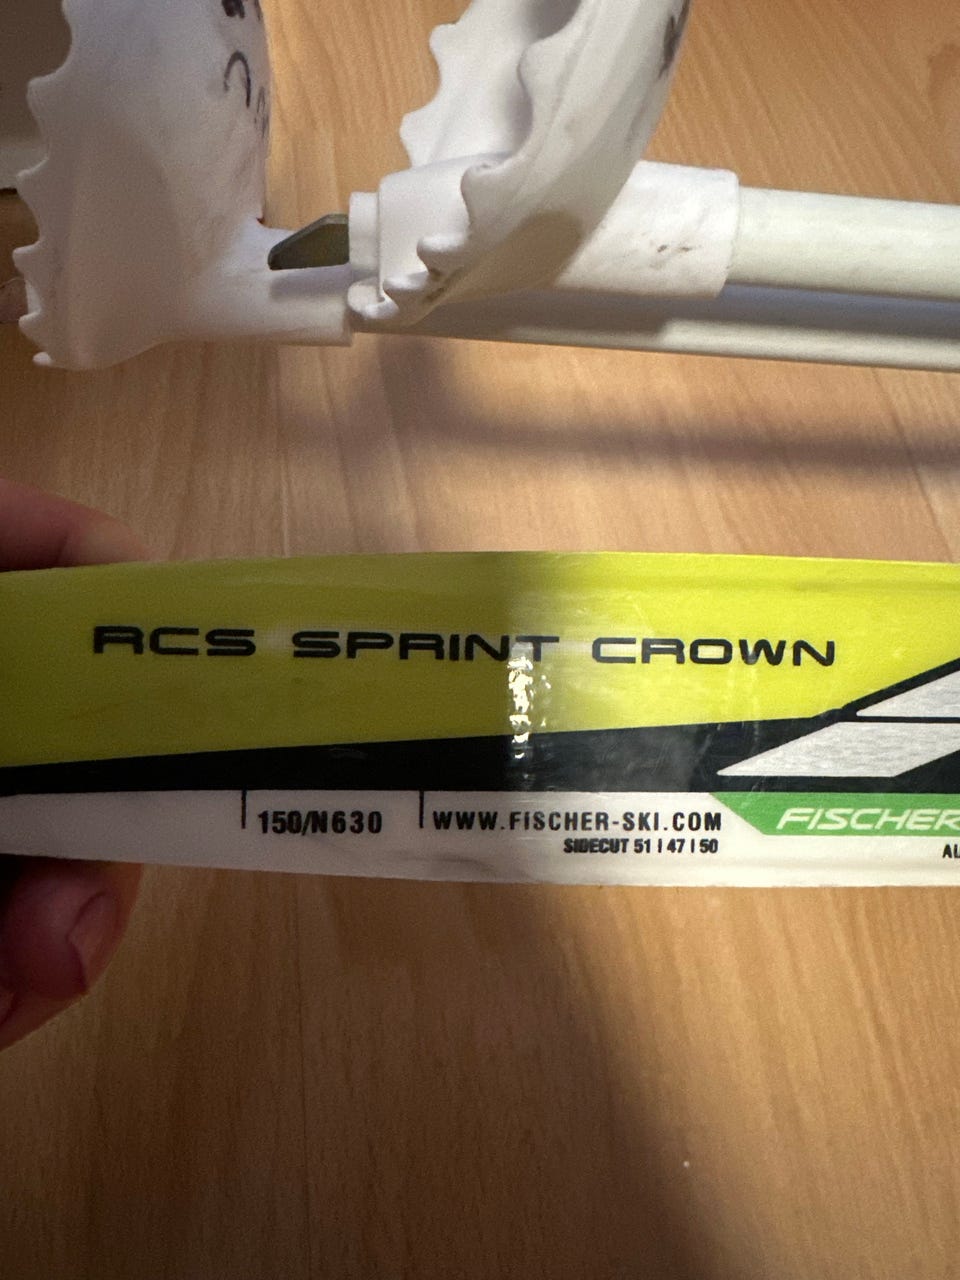 RCS SPRINT CROWN
150/N630
WWW.FISCHER-SKI.COM
FISCHER
SIDECUT 51 | 47 | 50